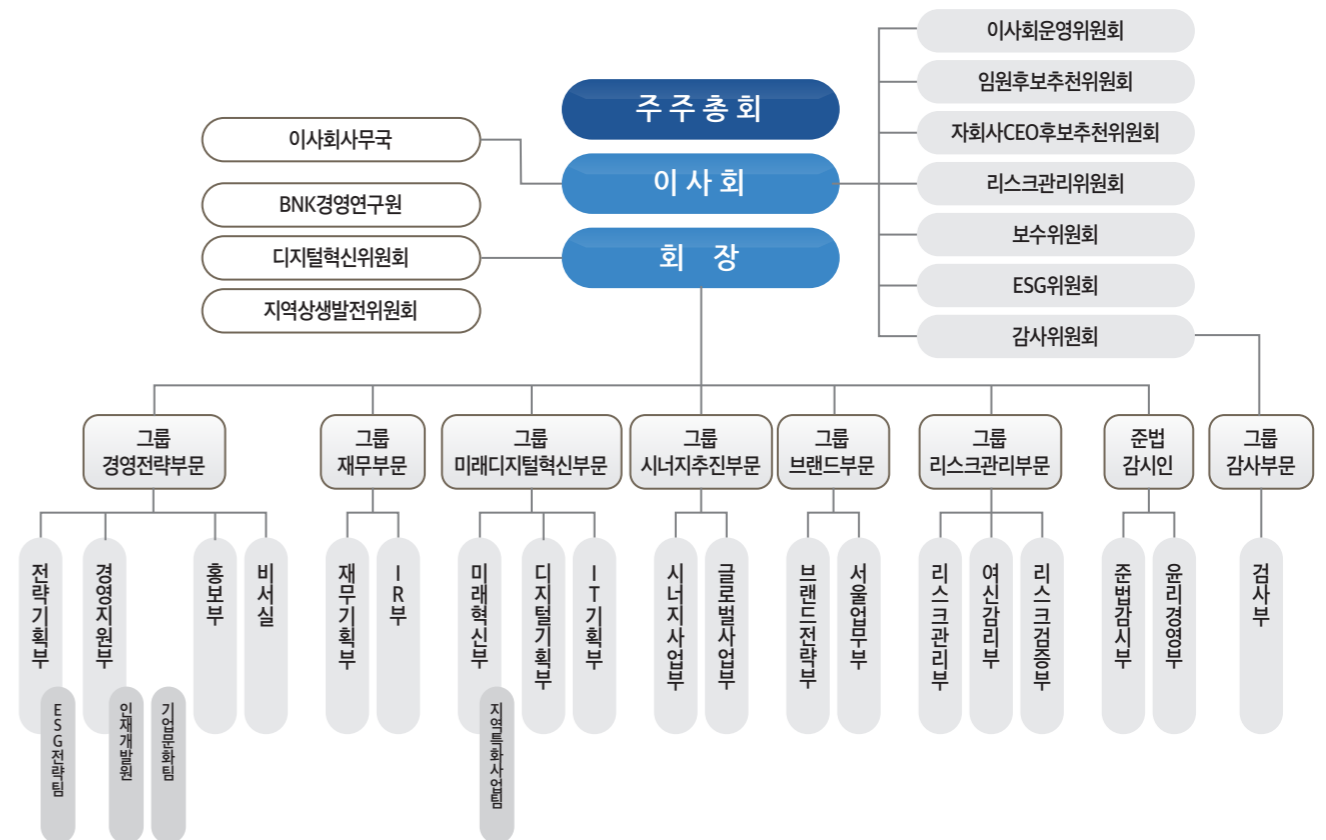 주주총회
이사회
회 장
이사회사무국
BNK경영연구원
디지털혁신위원회
지역상생발전위원회
이사회운영위원회
임원후보추천위원회
자회사CEO후보추천위원회
리스크관리위원회
보수위원회
ESG위원회
감사위원회
그룹
경영전략부문
그룹
재무부문
그룹
미래디지털혁신부문
그룹
시너지추진부문
그룹
브랜드부문
그룹
리스크관리부문
준법
감시인
그룹
감사부문
전략기획부
경영지원부
홍보부
비서실
재무기획부
IR부
미래혁신부
디지털기획부
IT기획부
시너지사업부
글로벌사업부
브랜드전략부
서울업무부
리스크관리부
여신감리부
리스크검증부
준법감시부
윤리경영부
검사부
ESG전략팀
인재개발원
기업문화팀
지역특화사업팀